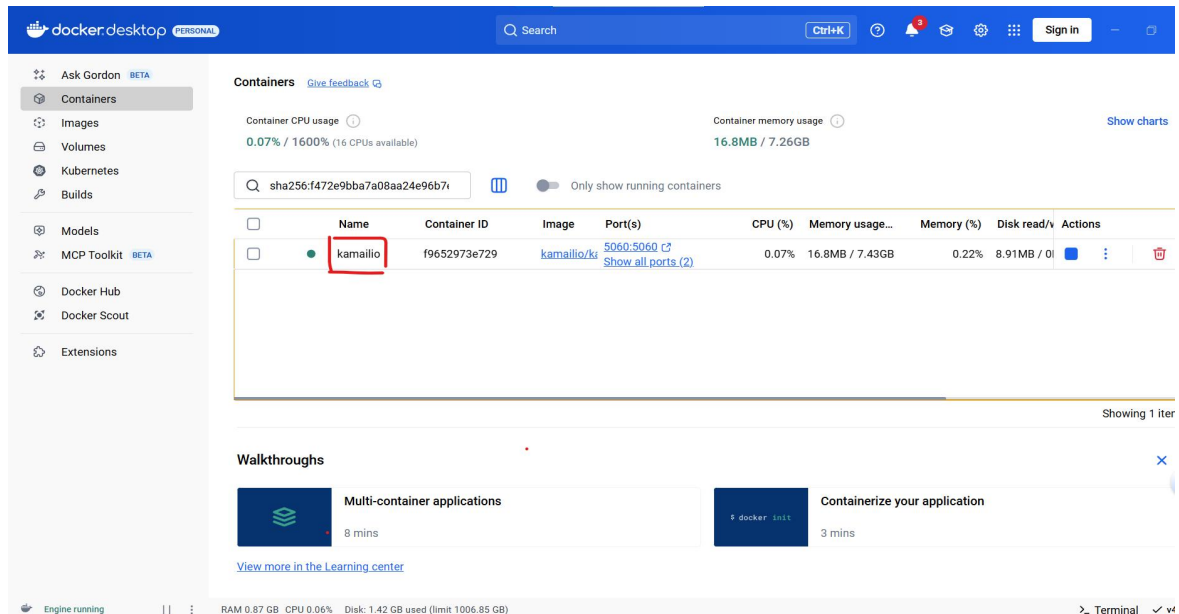 docker.desktop PERSONAL
Search
Ctrl+K
3
Sign in
Ask Gordon BETA
Containers
Images
Volumes
Kubernetes
Builds
Models
MCP Toolkit BETA
Docker Hub
Docker Scout
Extensions
Containers Give feedback
Container CPU usage
0.07% / 1600% (16 CPUs available)
Container memory usage
16.8MB / 7.26GB
Show charts
sha256:f472e9bba7a08aa24e96b7
Only show running containers
Name Container ID Image Port(s) CPU (%) Memory usage... Memory (%) Disk read/ Actions
kamailio f9652973e729 kamailio/ka 5060:5060 0.07% 16.8MB / 7.43GB 0.22% 8.91MB /
Show all ports (2)
Showing 1 iter
Walkthroughs
Multi-container applications
8 mins
$ docker init
Containerize your application
3 mins
View more in the Learning center
Engine running
RAM 0.87 GB CPU 0.06% Disk: 1.42 GB used (limit 1006.85 GB)
>_ Terminal
v4